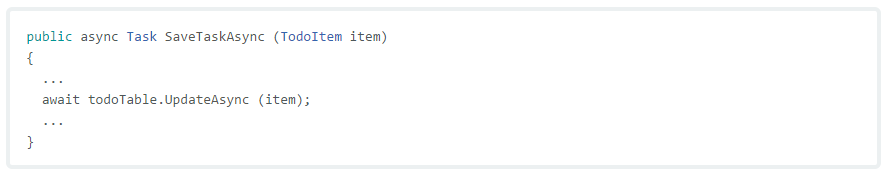 public async Task SaveTaskAsync (TodoItem item)
{
  ...
  await todoTable.UpdateAsync (item);
  ...
}